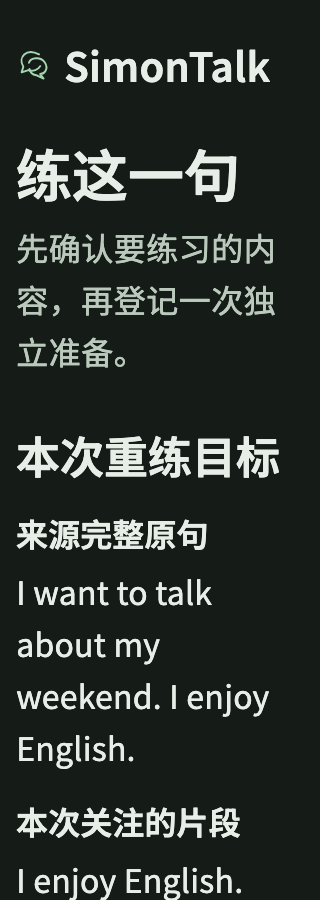 SimonTalk
练这一句
先确认要练习的内
容，再登记一次独
立准备。
本次重练目标
来源完整原句
I want to talk
about my
weekend. I enjoy
English.
本次关注的片段
I enjoy English.